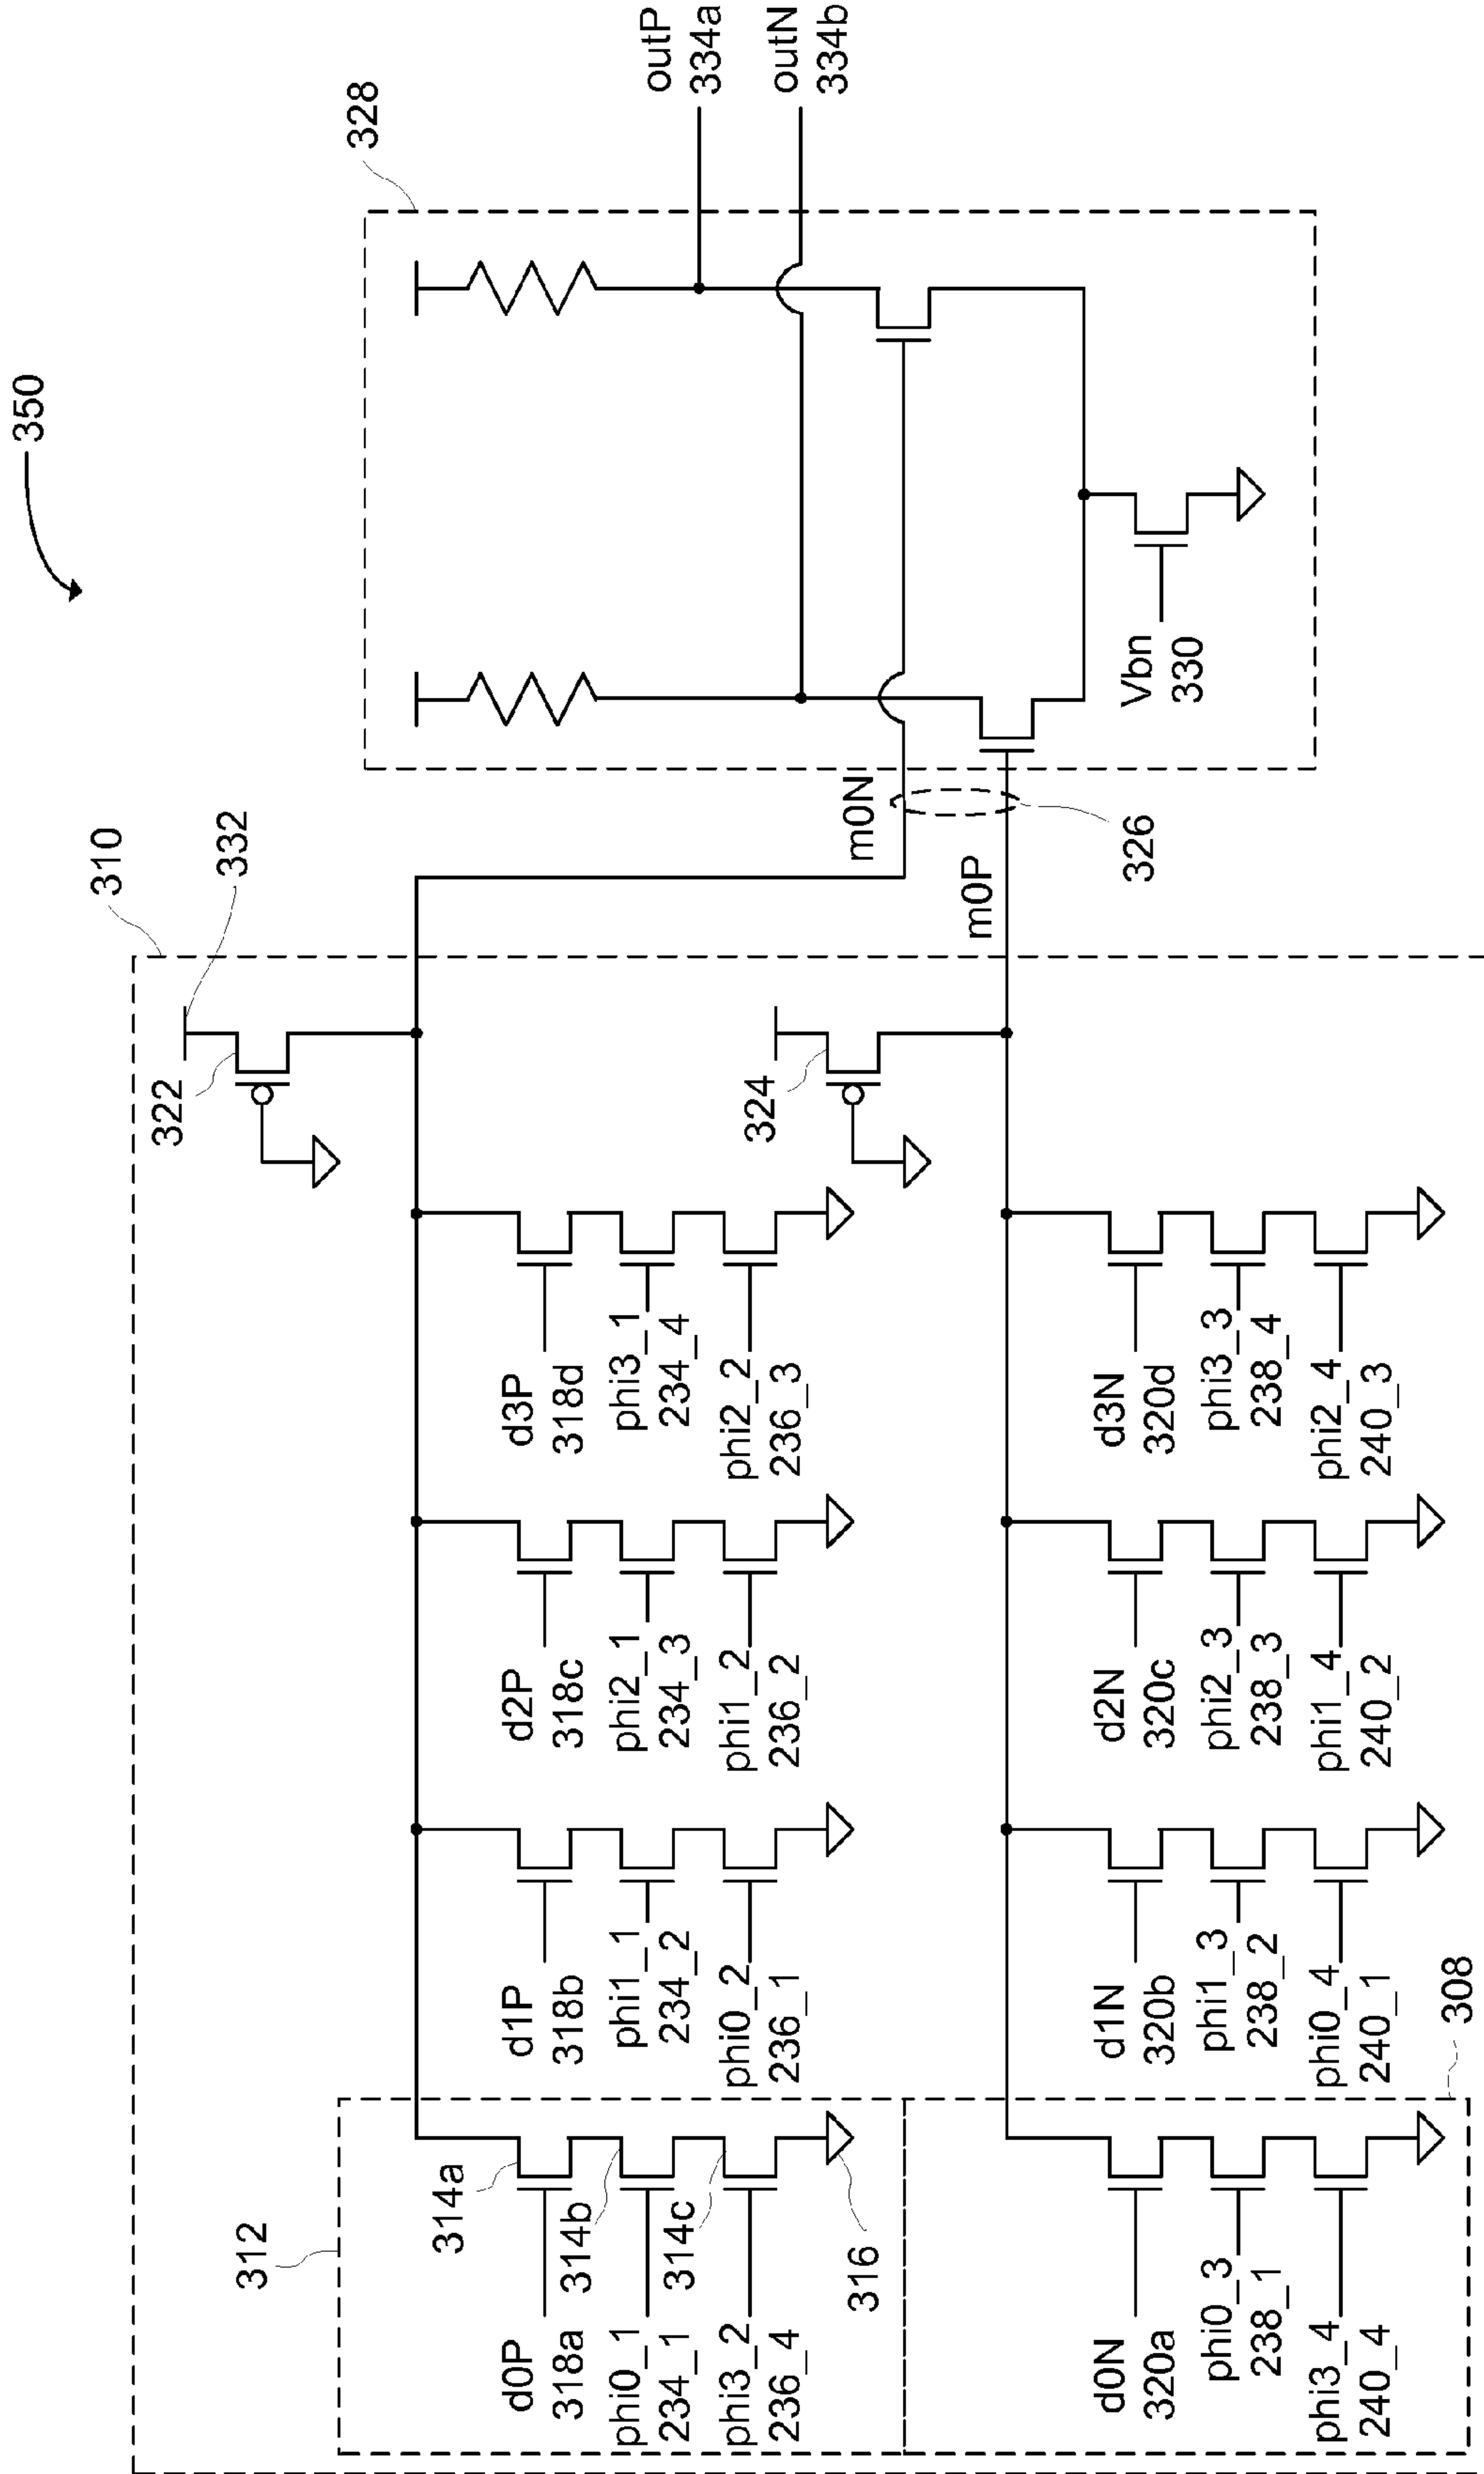 350
310
332
322
312
314a
314b
314c
316
d0P
318a
phi0_1
234_1
phi3_2
236_4
d1P
318b
phi1_1
234_2
phi0_2
236_1
d2P
318c
phi2_1
234_3
phi1_2
236_2
d3P
318d
phi3_1
234_4
phi2_2
236_3
324
d0N
320a
phi0_3
238_1
phi3_4
240_4
d1N
320b
phi1_3
238_2
phi0_4
240_1
308
d2N
320c
phi2_3
238_3
phi1_4
240_2
d3N
320d
phi3_3
238_4
phi2_4
240_3
m0N
m0P
326
328
Vbn
330
outP
334a
outN
334b